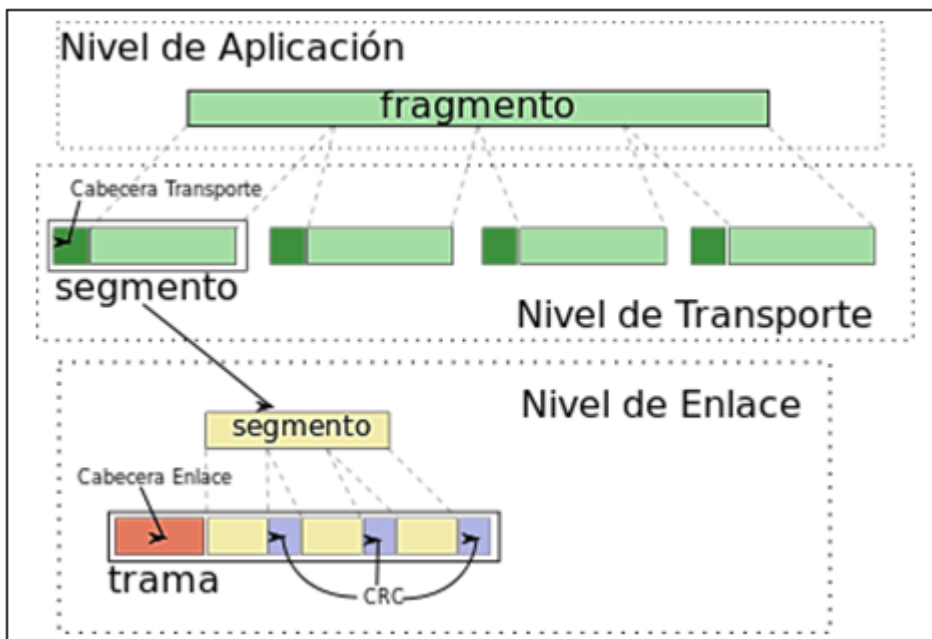 Nivel de Aplicación
fragmento
Cabecera Transporte
segmento
Nivel de Transporte
Nivel de Enlace
segmento
Cabecera Enlace
trama
CRC